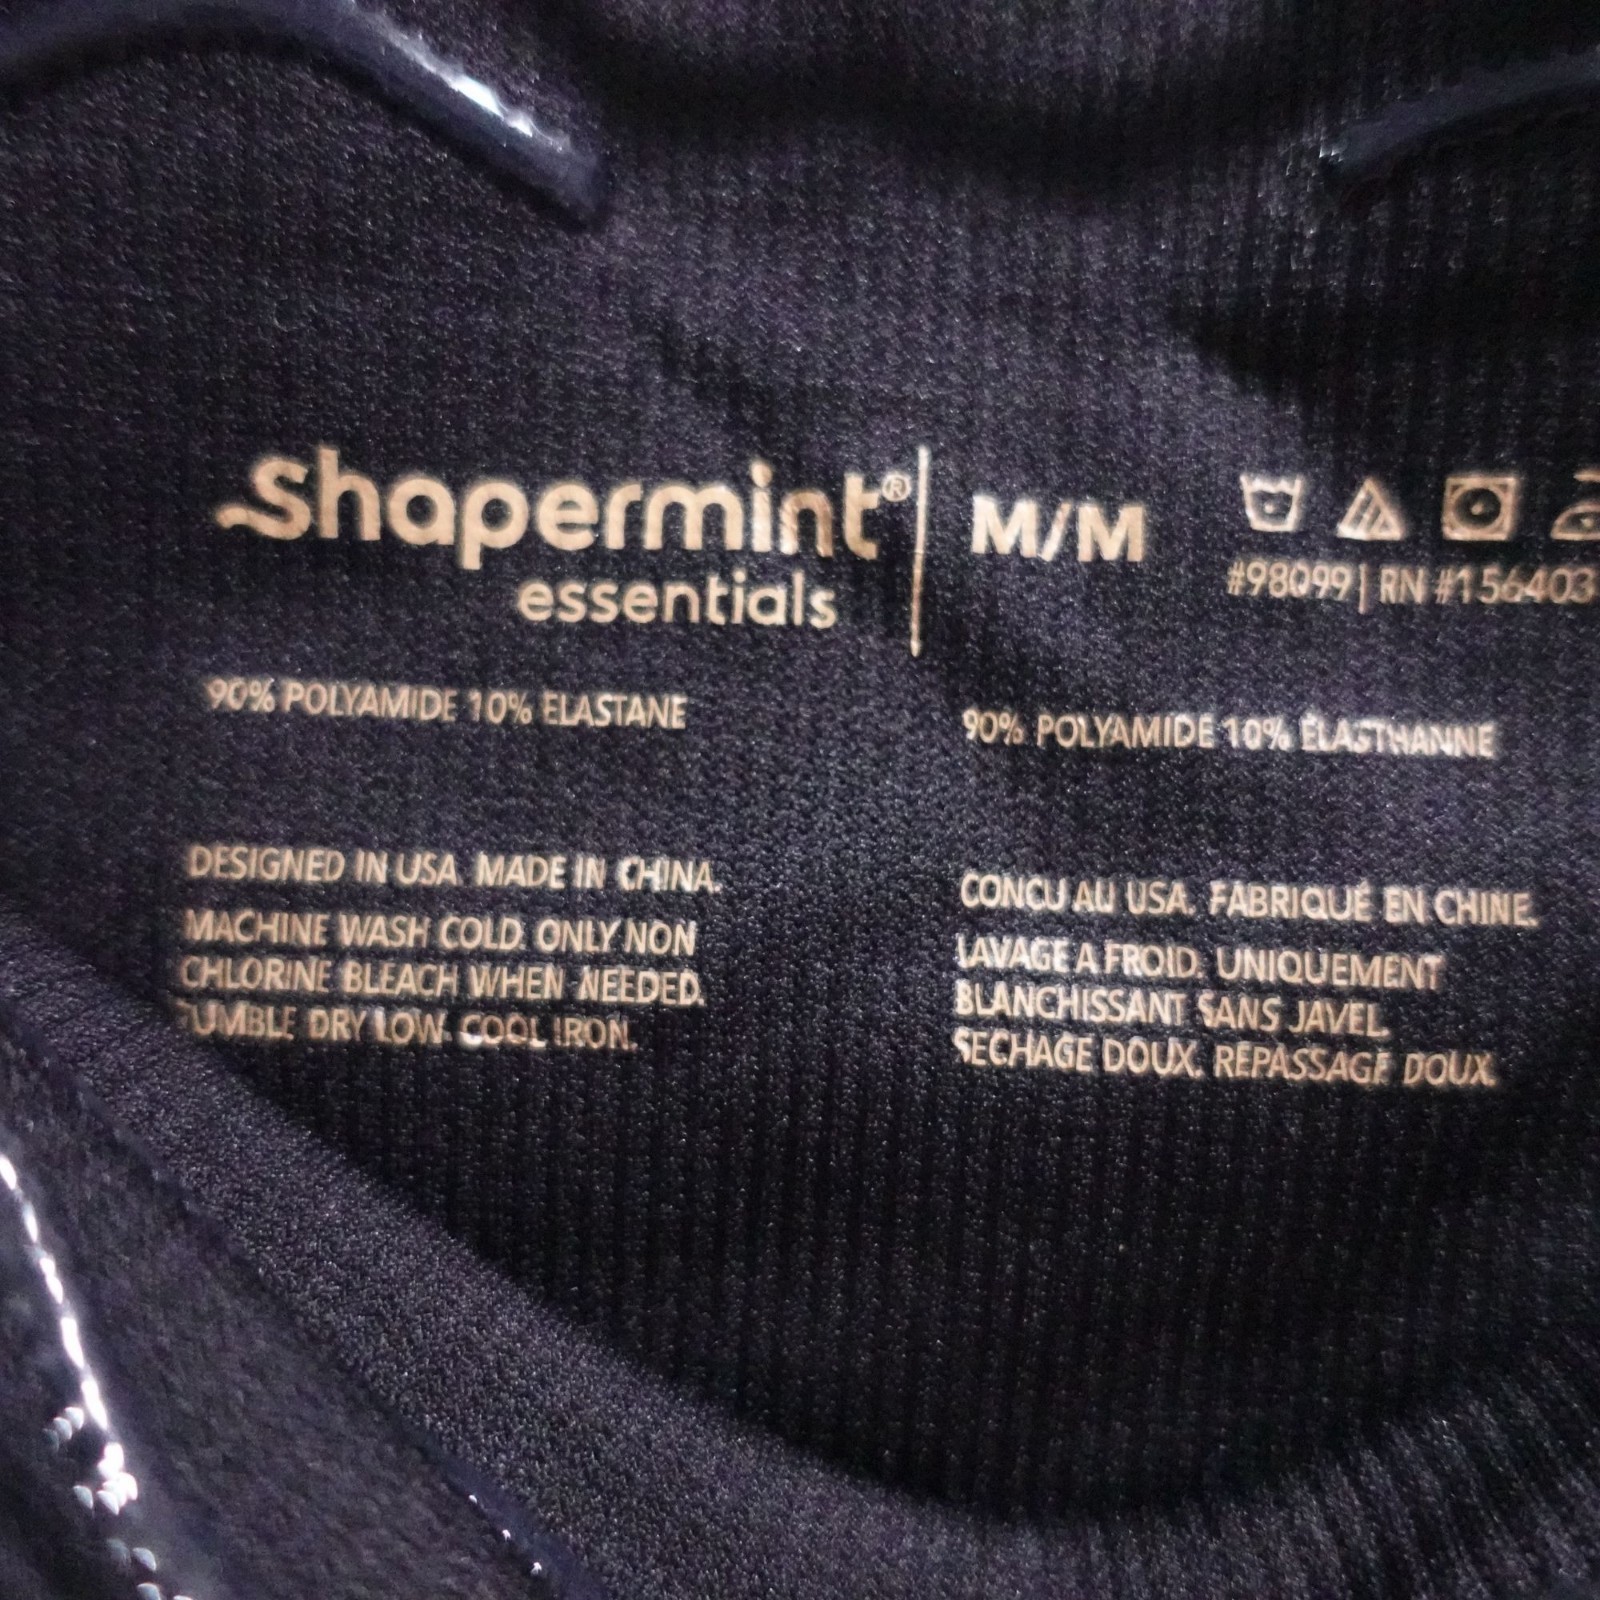 shapermint®
essentials
M/M
#98099 | RN #156403
90% POLYAMIDE 10% ELASTANE
90% POLYAMIDE 10% ÉLASTHANNE
DESIGNED IN USA. MADE IN CHINA.
MACHINE WASH COLD. ONLY NON
CHLORINE BLEACH WHEN NEEDED.
TUMBLE DRY LOW. COOL IRON.
CONCU AU USA. FABRIQUÉ EN CHINE.
LAVAGE A FROID. UNIQUEMENT
BLANCHISSANT SANS JAVEL.
SECHAGE DOUX. REPASSAGE DOUX.